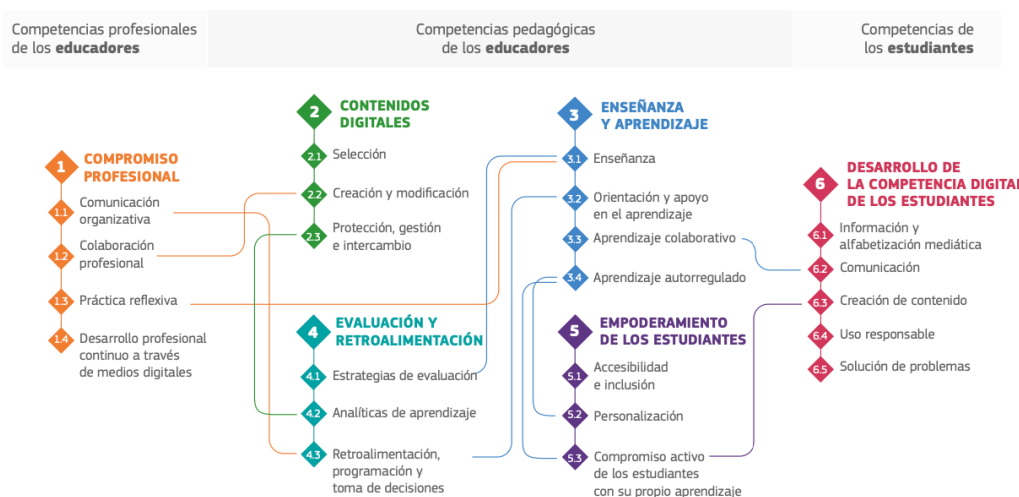 Competencias profesionales
de los educadores
Competencias pedagógicas
de los educadores
Competencias de
los estudiantes
1
COMPROMISO
PROFESIONAL
1.1
Comunicación
organizativa
1.2
Colaboración
profesional
1.3
Práctica reflexiva
1.4
Desarrollo profesional
continuo a través
de medios digitales
2
CONTENIDOS
DIGITALES
2.1
Selección
2.2
Creación y modificación
2.3
Protección, gestión
e intercambio
4
EVALUACIÓN Y
RETROALIMENTACIÓN
4.1
Estrategias de evaluación
4.2
Analíticas de aprendizaje
4.3
Retroalimentación,
programación y
toma de decisiones
3
ENSEÑANZA
Y APRENDIZAJE
3.1
Enseñanza
3.2
Orientación y apoyo
en el aprendizaje
3.3
Aprendizaje colaborativo
3.4
Aprendizaje autorregulado
5
EMPODERAMIENTO
DE LOS ESTUDIANTES
5.1
Accesibilidad
e inclusión
5.2
Personalización
5.3
Compromiso activo
de los estudiantes
con su propio aprendizaje
6
DESARROLLO DE
LA COMPETENCIA DIGITA
DE LOS ESTUDIANTES
6.1
Información y
alfabetización mediática
6.2
Comunicación
6.3
Creación de contenido
6.4
Uso responsable
6.5
Solución de problemas